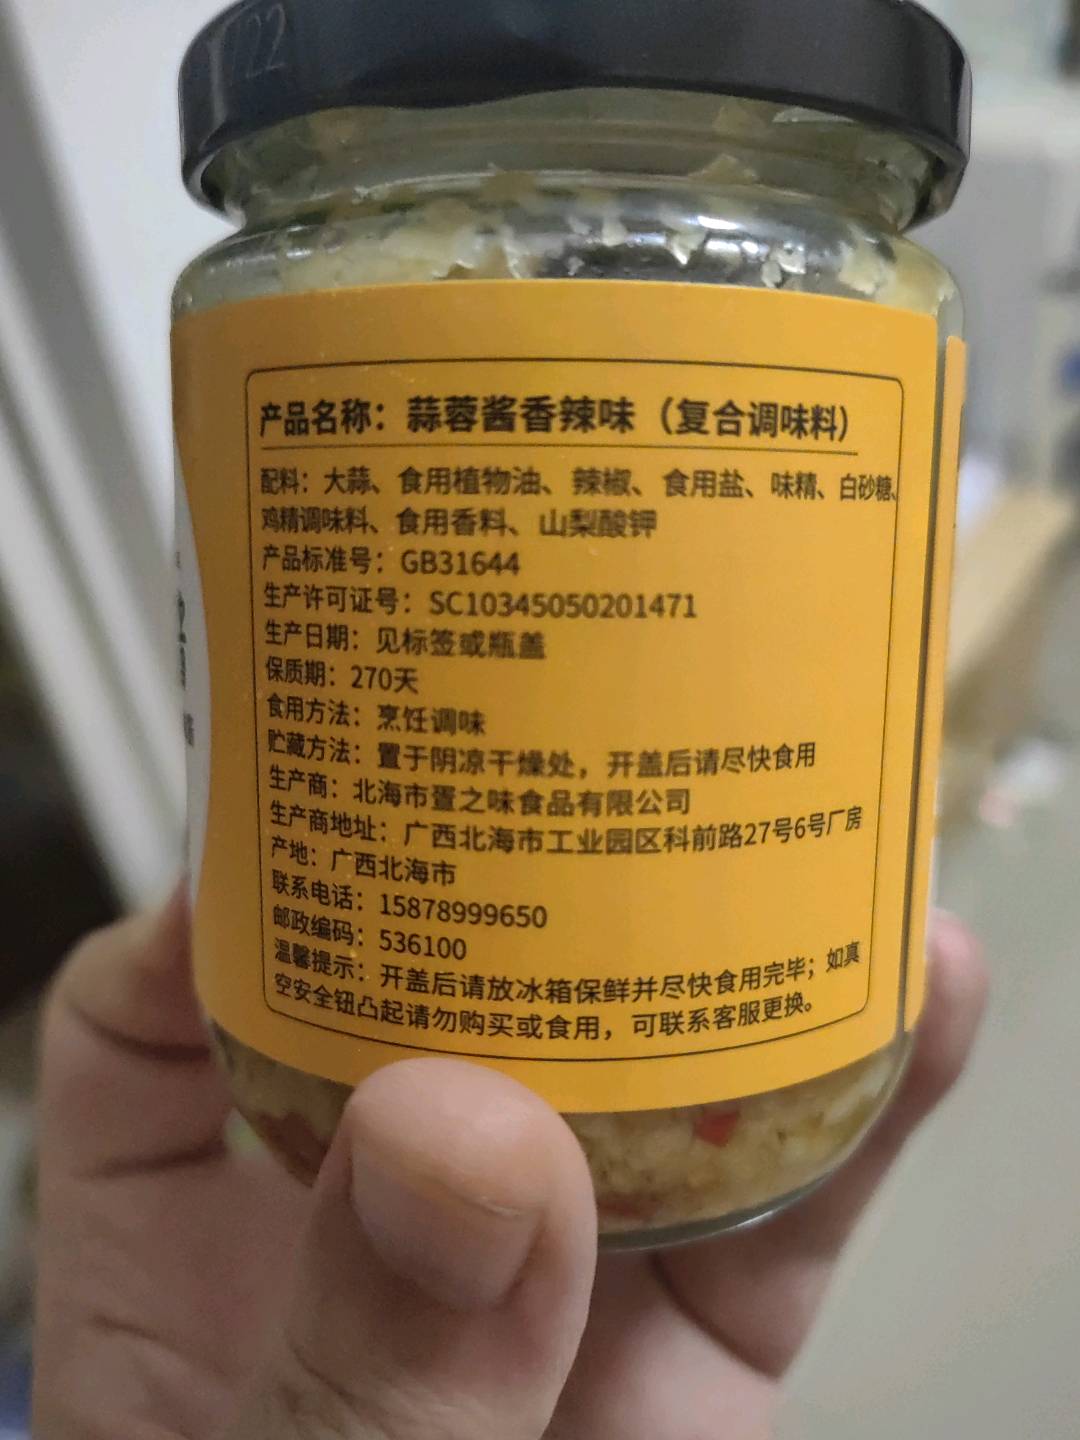 722
产品名称：蒜蓉酱香辣味（复合调味料）
配料：大蒜、食用植物油、辣椒、食用盐、味精、白砂糖、
鸡精调味料、食用香料、山梨酸钾
产品标准号：GB31644
生产许可证号：SC10345050201471
生产日期：见标签或瓶盖
保质期：270天
食用方法：烹饪调味
贮藏方法：置于阴凉干燥处，开盖后请尽快食用
生产商：北海市疍之味食品有限公司
生产商地址：广西北海市工业园区科前路27号6号厂房
产地：广西北海市
联系电话：15878999650
邮政编码：536100
温馨提示：开盖后请放冰箱保鲜并尽快食用完毕；如真
空安全钮凸起请勿购买或食用，可联系客服更换。